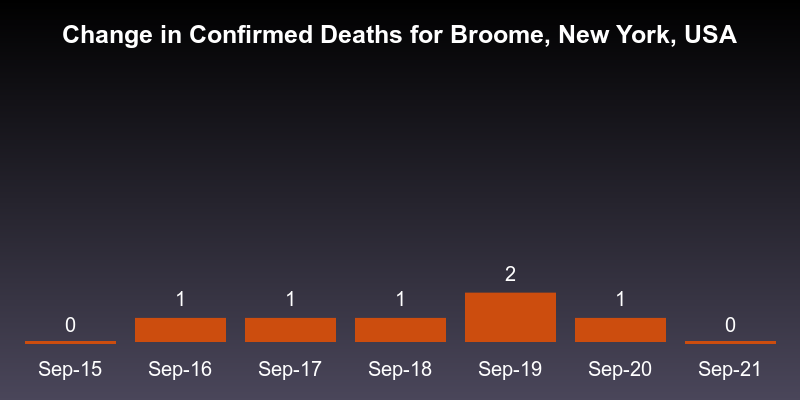 Change in Confirmed Deaths for Broome, New York, USA
0 1 1 1 2 1 0
Sep-15 Sep-16 Sep-17 Sep-18 Sep-19 Sep-20 Sep-21